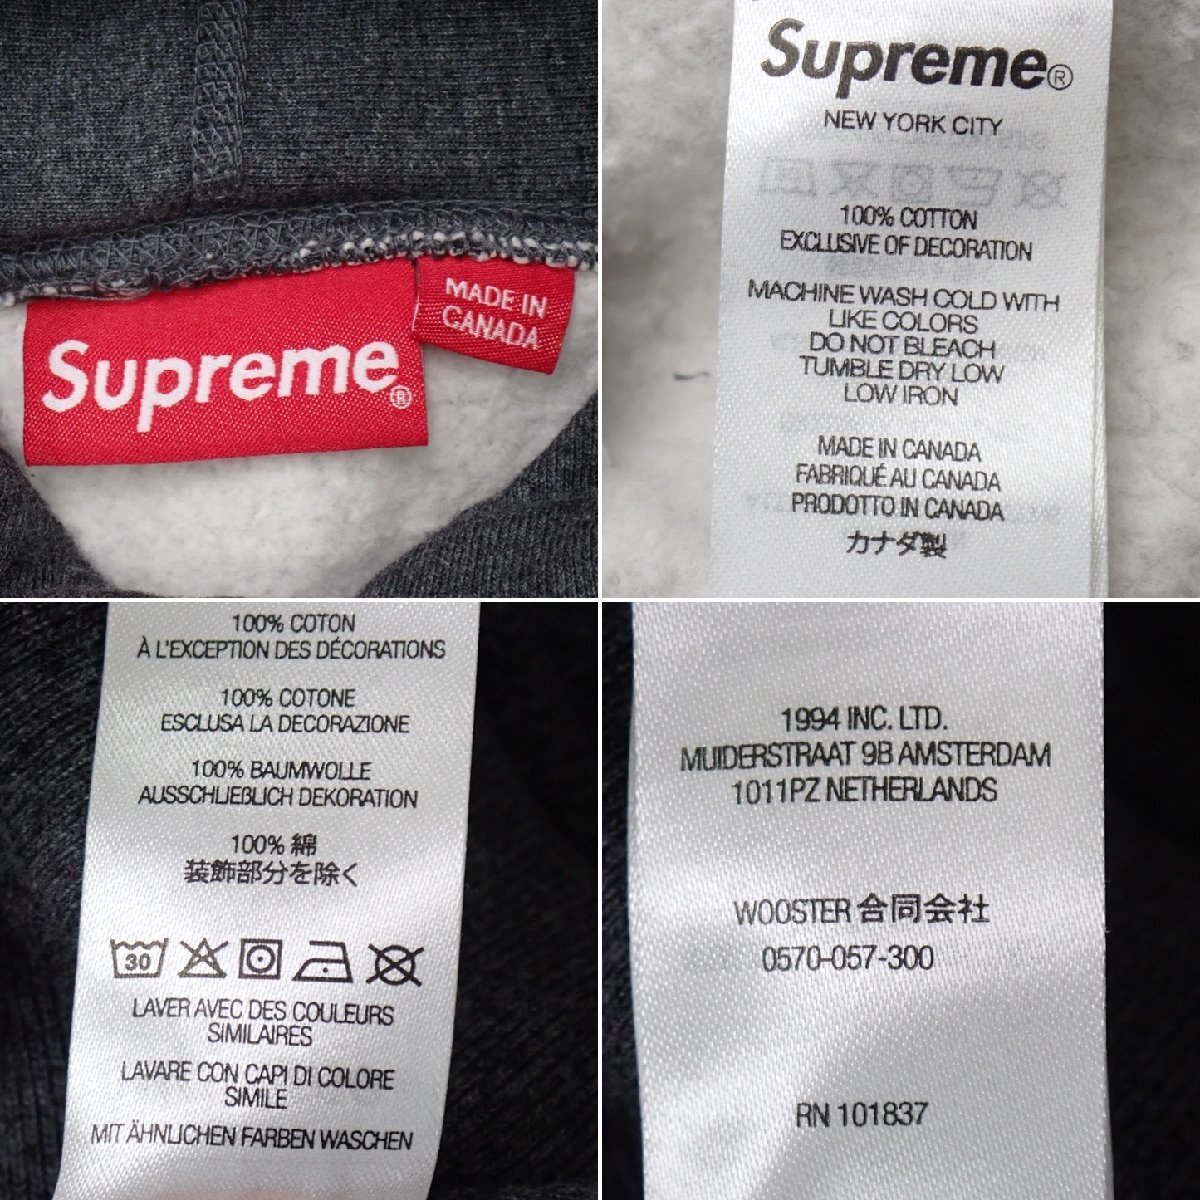 Supreme®
MADE IN
CANADA
Supreme®
NEW YORK CITY
100% COTTON
EXCLUSIVE OF DECORATION
MACHINE WASH COLD WITH
LIKE COLORS
DO NOT BLEACH
TUMBLE DRY LOW
LOW IRON
MADE IN CANADA
FABRIQUÉ AU CANADA
PRODOTTO IN CANADA
カナダ製
100% COTON
À L'EXCEPTION DES DÉCORATIONS
100% COTONE
ESCLUSA LA DECORAZIONE
100% BAUMWOLLE
AUSSCHLIEßLICH DEKORATION
100% 綿
装飾部分を除く
30
LAVER AVEC DES COULEURS
SIMILAIRES
LAVARE CON CAPI DI COLORE
SIMILE
MIT ÄHNLICHEN FARBEN WASCHEN
1994 INC. LTD.
MUIDERSTRAAT 9B AMSTERDAM
1011PZ NETHERLANDS
WOOSTER 合同会社
0570-057-300
RN 101837